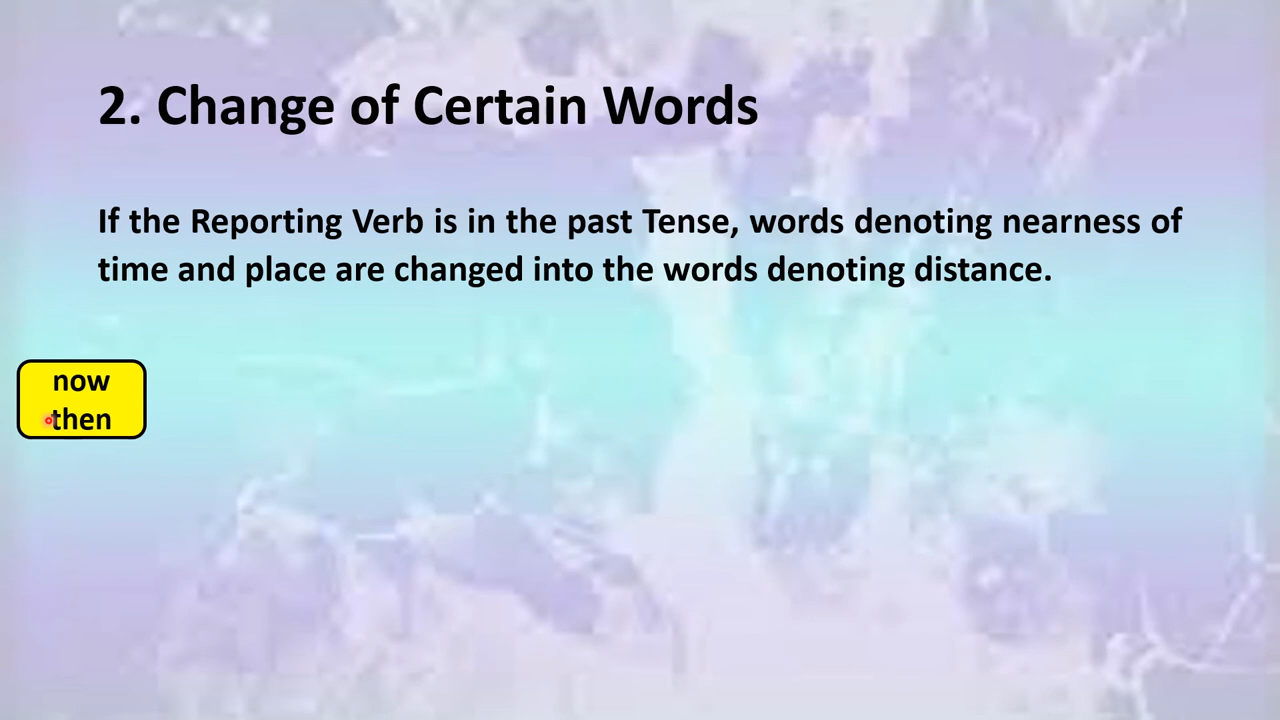 2. Change of Certain Words
If the Reporting Verb is in the past Tense, words denoting nearness of
time and place are changed into the words denoting distance.
now
then